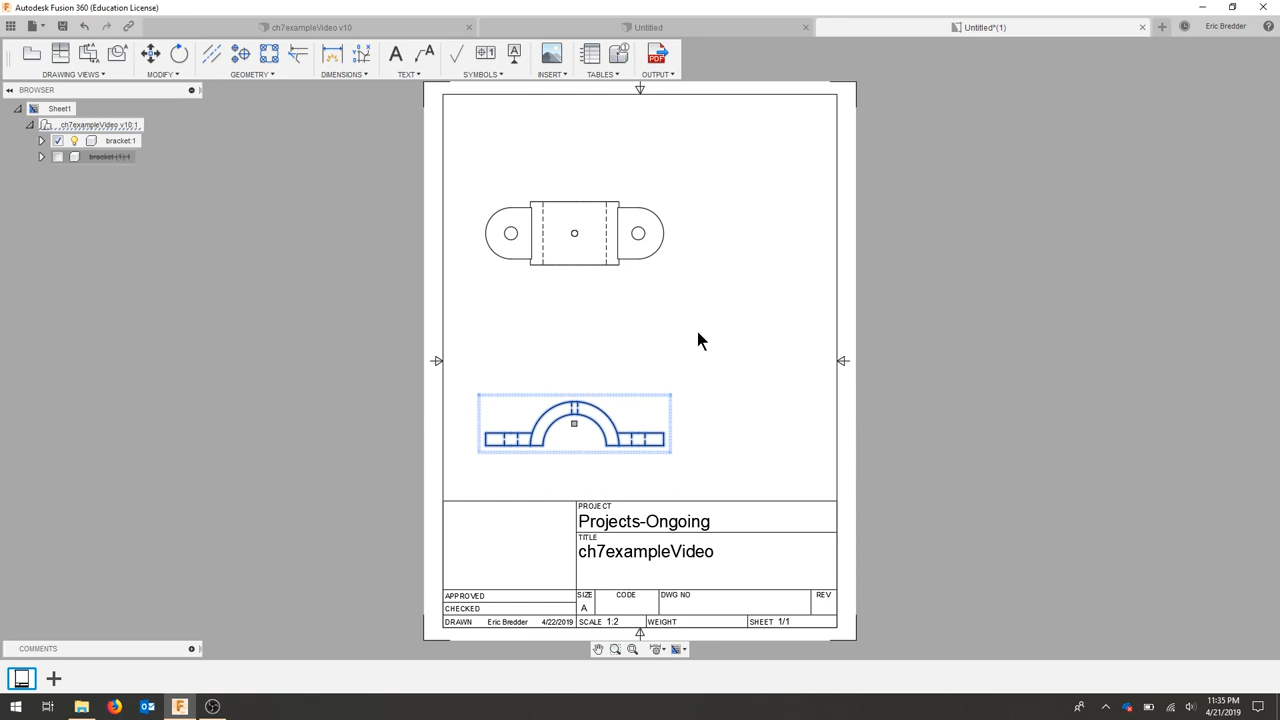 Autodesk Fusion 360 (Education License)
ch7exampleVideo v10
Untitled
Untitled*(1)
Eric Bredder
DRAWING VIEWS
MODIFY
GEOMETRY
DIMENSIONS
TEXT
SYMBOLS
INSERT
TABLES
OUTPUT
BROWSER
Sheet1
ch7exampleVideo v10:1
bracket:1
bracket (1):1
PROJECT
Projects-Ongoing
TITLE
ch7exampleVideo
APPROVED
CHECKED
DRAWN Eric Bredder 4/22/2019
SIZE CODE DWG NO REV
A
SCALE 1:2 WEIGHT SHEET 1/1
COMMENTS
11:35 PM
4/21/2019